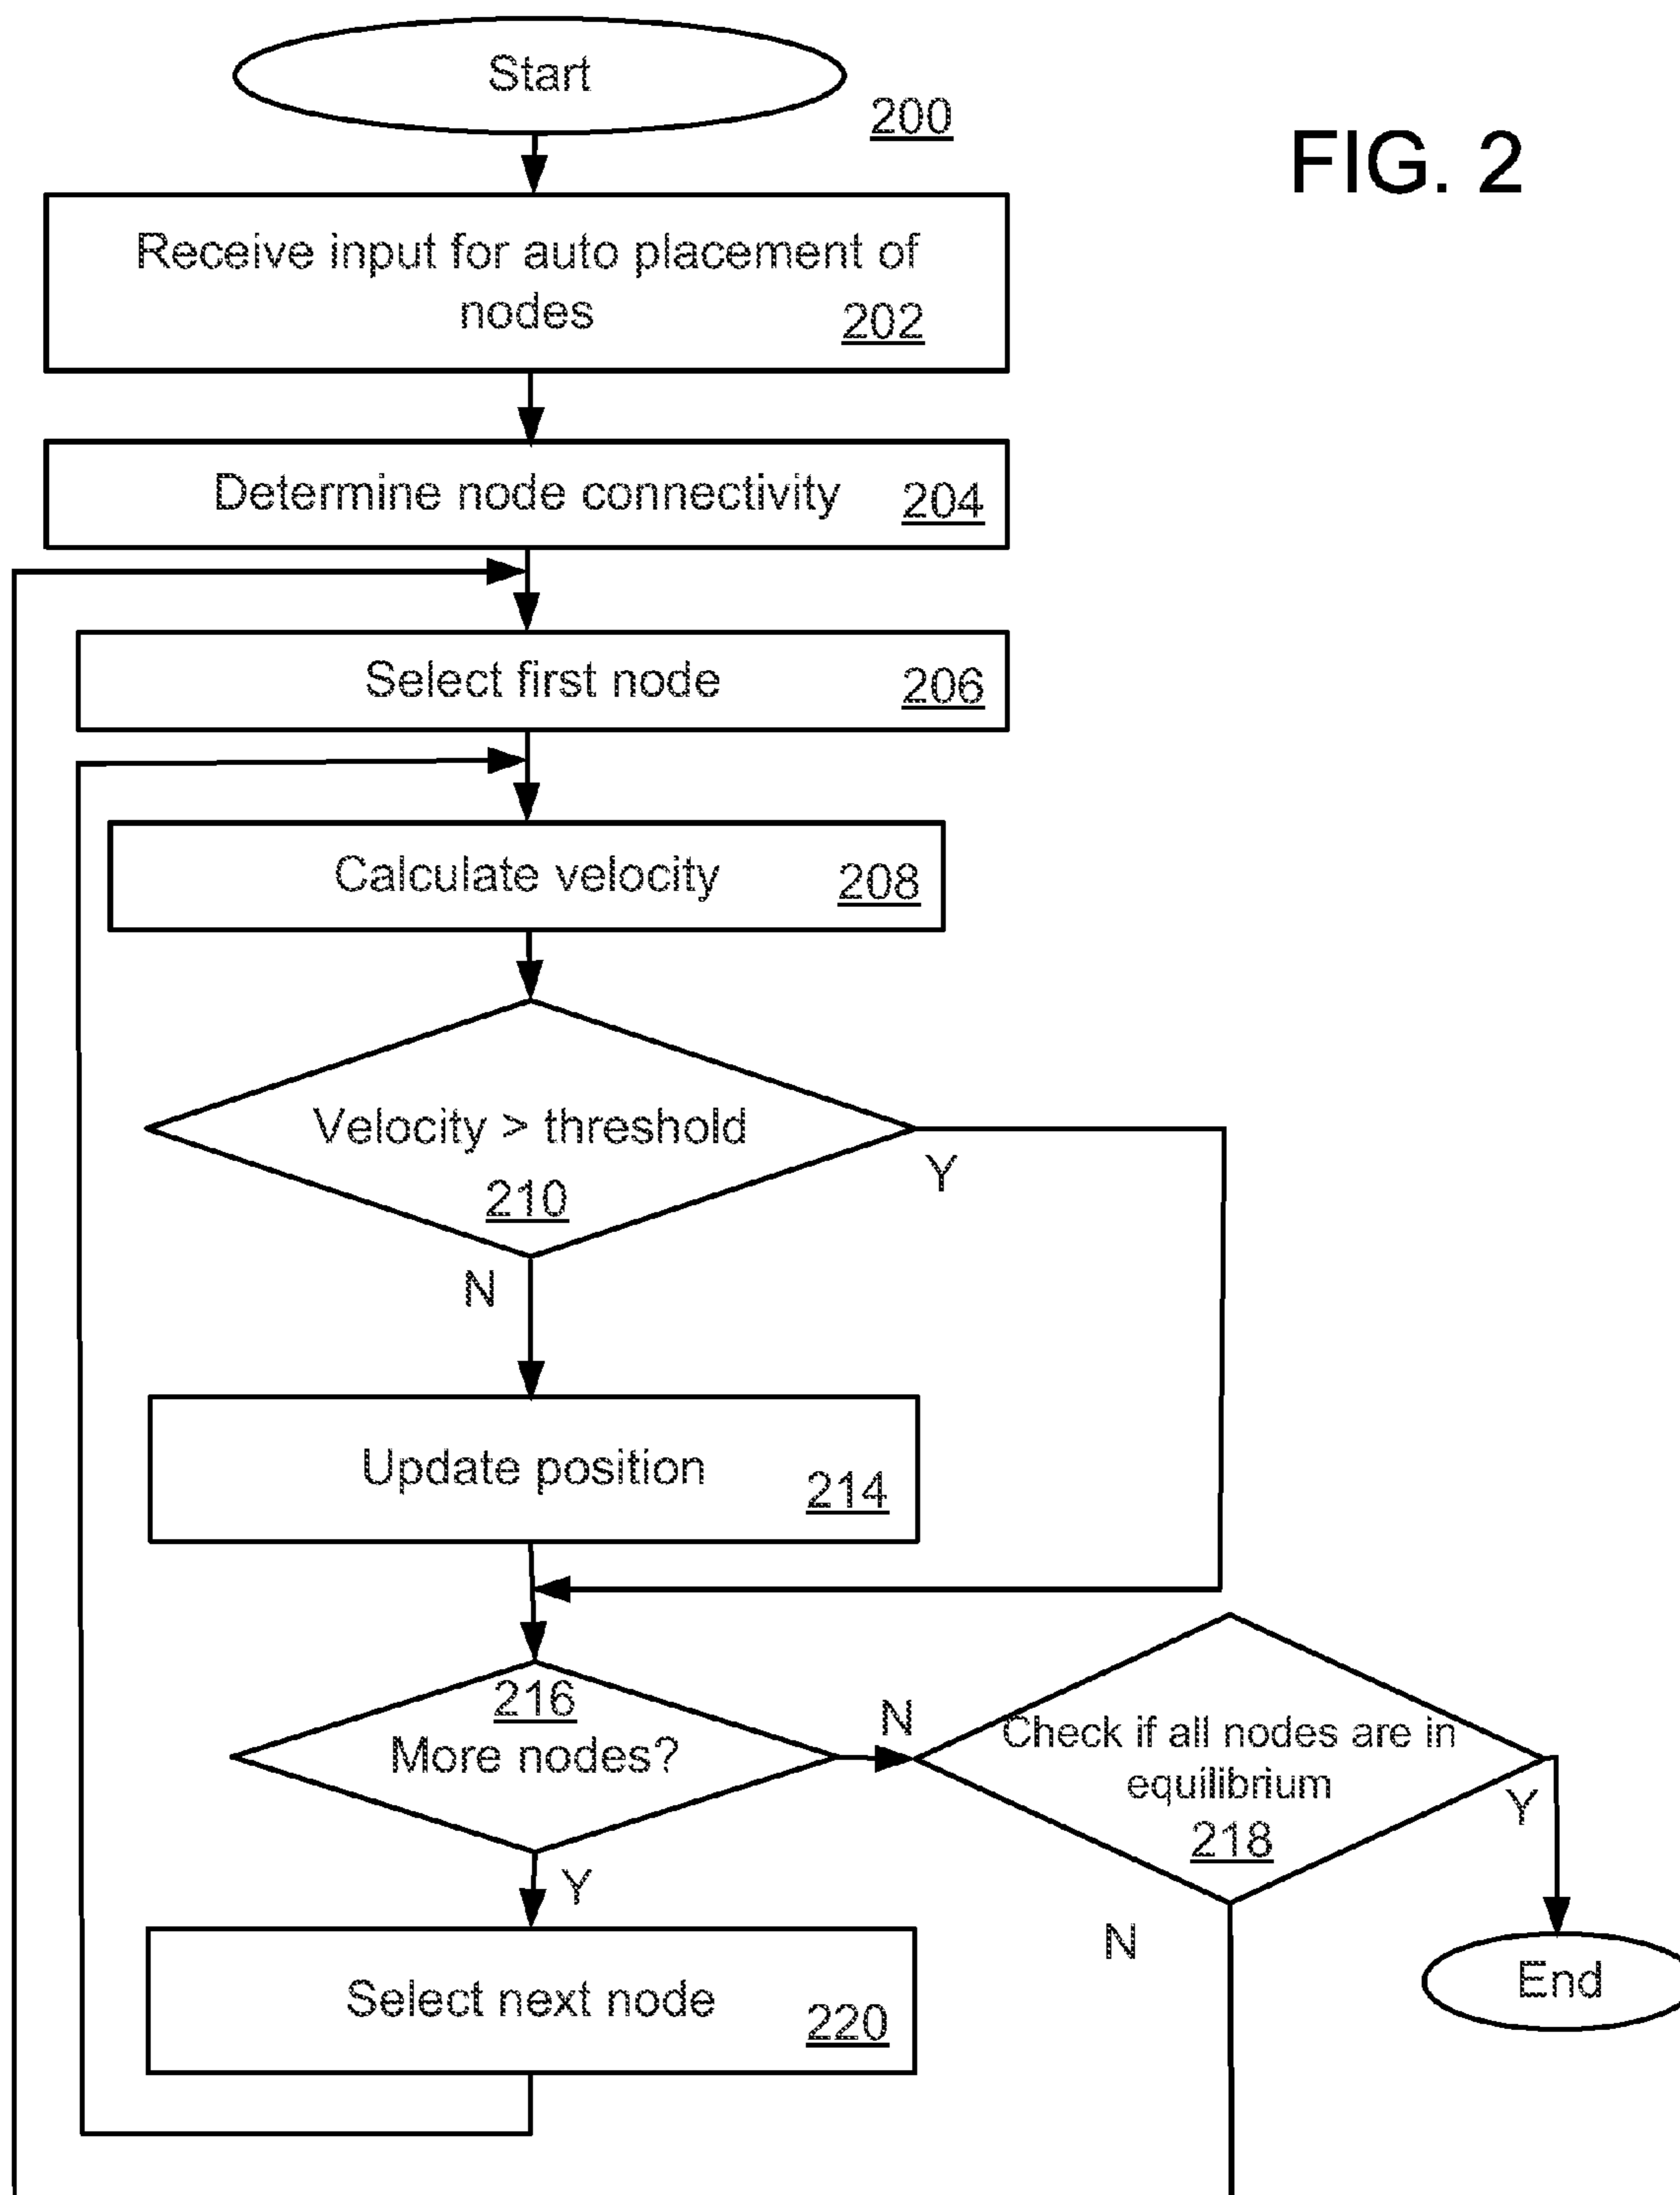 Start
200
FIG. 2
Receive input for auto placement of
nodes
202
Determine node connectivity
204
Select first node
206
Calculate velocity
208
Velocity > threshold
210
Y
N
Update position
214
216
More nodes?
N
Check if all nodes are in
equilibrium
218
Y
Y
N
Select next node
220
End